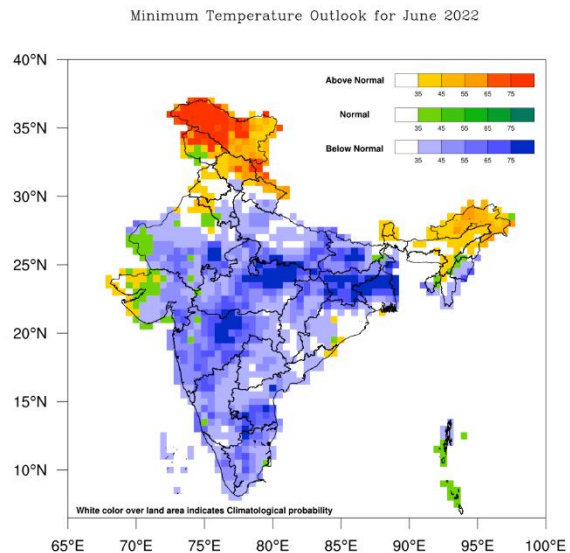 Minimum Temperature Outlook for June 2022
40°N
35°N
30°N
25°N
20°N
15°N
10°N
Above Normal
35 45 55 65 75
Normal
35 45 55 65 75
Below Normal
35 45 55 65 75
White color over land area indicates Climatological probability
65°E 70°E 75°E 80°E 85°E 90°E 95°E 100°E